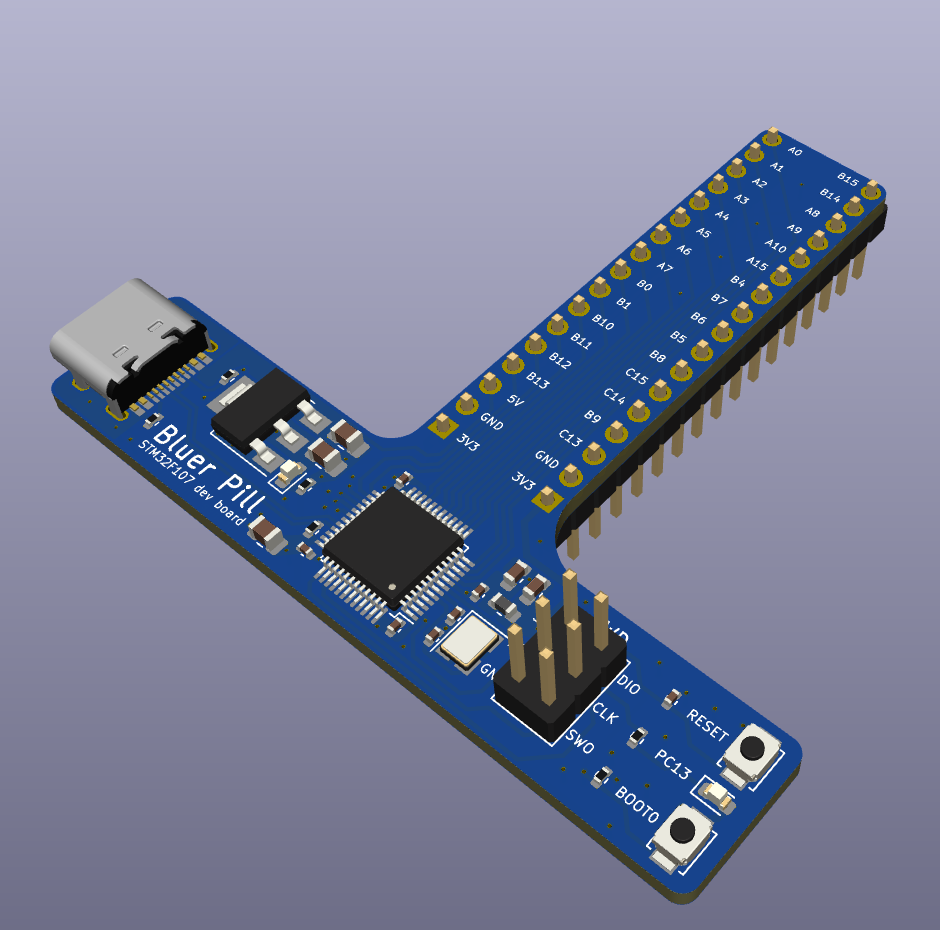 A0
A1
A2
A3
A4
A5
A6
A7
B0
B1
B10
B11
B12
B13
5V
GND
3V3
B15
B14
A8
A9
A10
A15
B4
B7
B6
B5
B8
C15
C14
B9
C13
GND
3V3
Bluer Pill
STM32F107 dev board
DIO
CLK
SWO
RESET
PC13
BOOT0